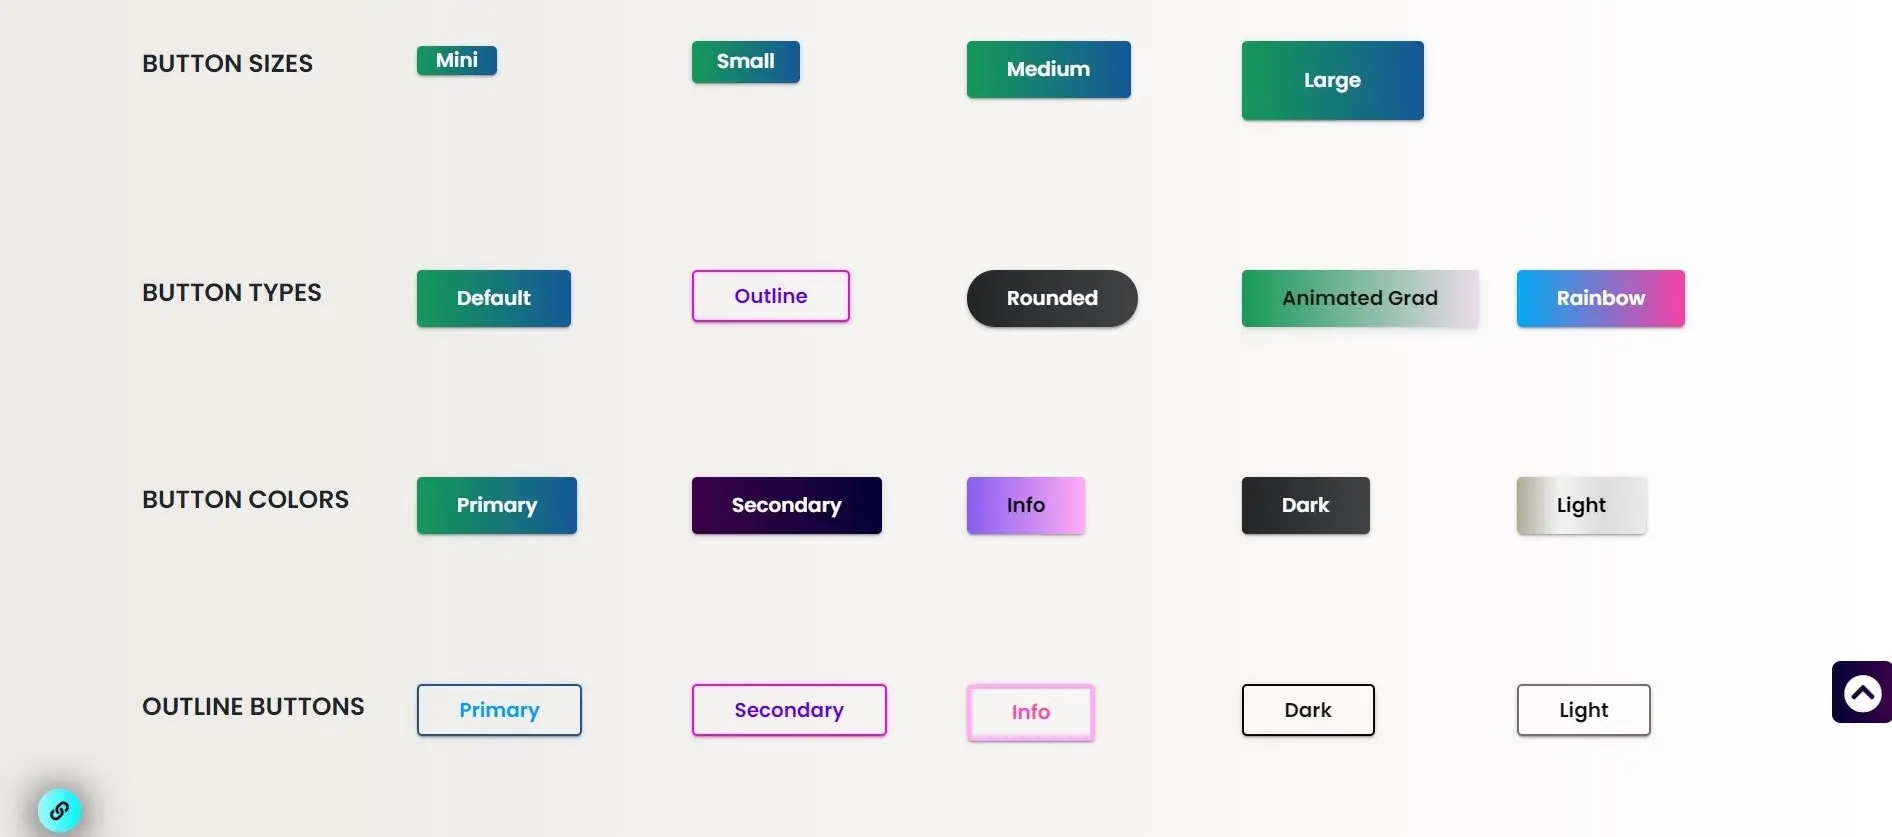 BUTTON SIZES
Mini
Small
Medium
Large
BUTTON TYPES
Default
Outline
Rounded
Animated Grad
Rainbow
BUTTON COLORS
Primary
Secondary
Info
Dark
Light
OUTLINE BUTTONS
Primary
Secondary
Info
Dark
Light